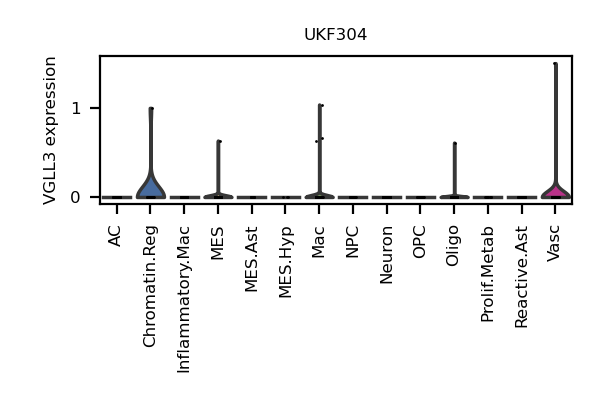 UKF304
VGLL3 expression
1
0
AC
Chromatin.Reg
Inflammatory.Mac
MES
MES.Ast
MES.Hyp
Mac
NPC
Neuron
OPC
Oligo
Prolif.Metab
Reactive.Ast
Vasc